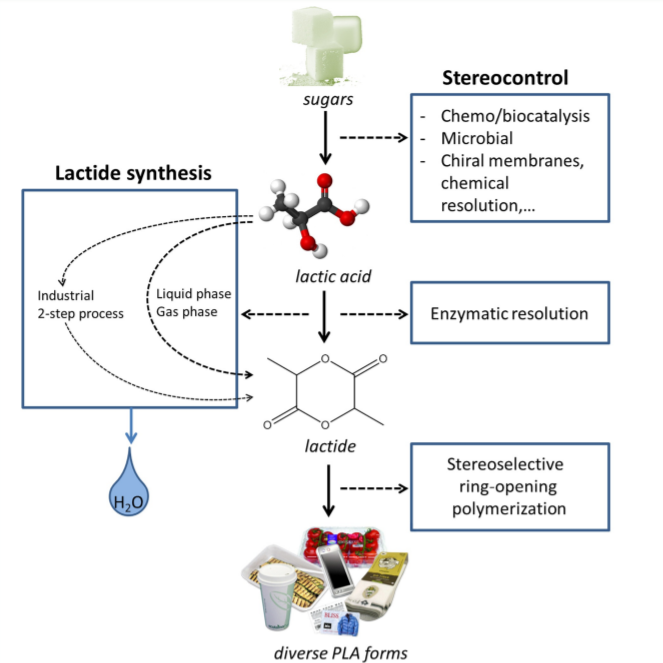 sugars
Stereocontrol
- Chemo/biocatalysis
- Microbial
- Chiral membranes,
chemical
resolution,...
Lactide synthesis
lactic acid
Industrial
2-step process
Liquid phase
Gas phase
Enzymatic resolution
O
O
O
O
lactide
H₂O
Stereoselective
ring-opening
polymerization
diverse PLA forms